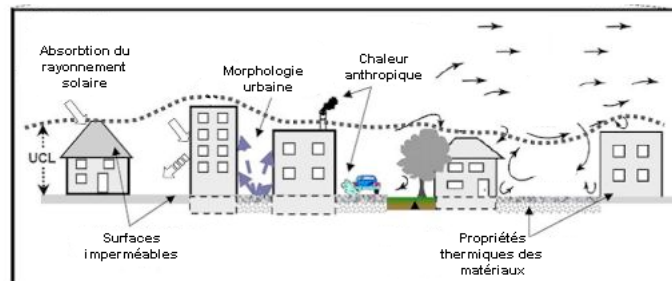 Absorbtion du
rayonnement
solaire
Morphologie
urbaine
Chaleur
anthropique
UCL
Surfaces
imperméables
Propriétés
thermiques des
matériaux